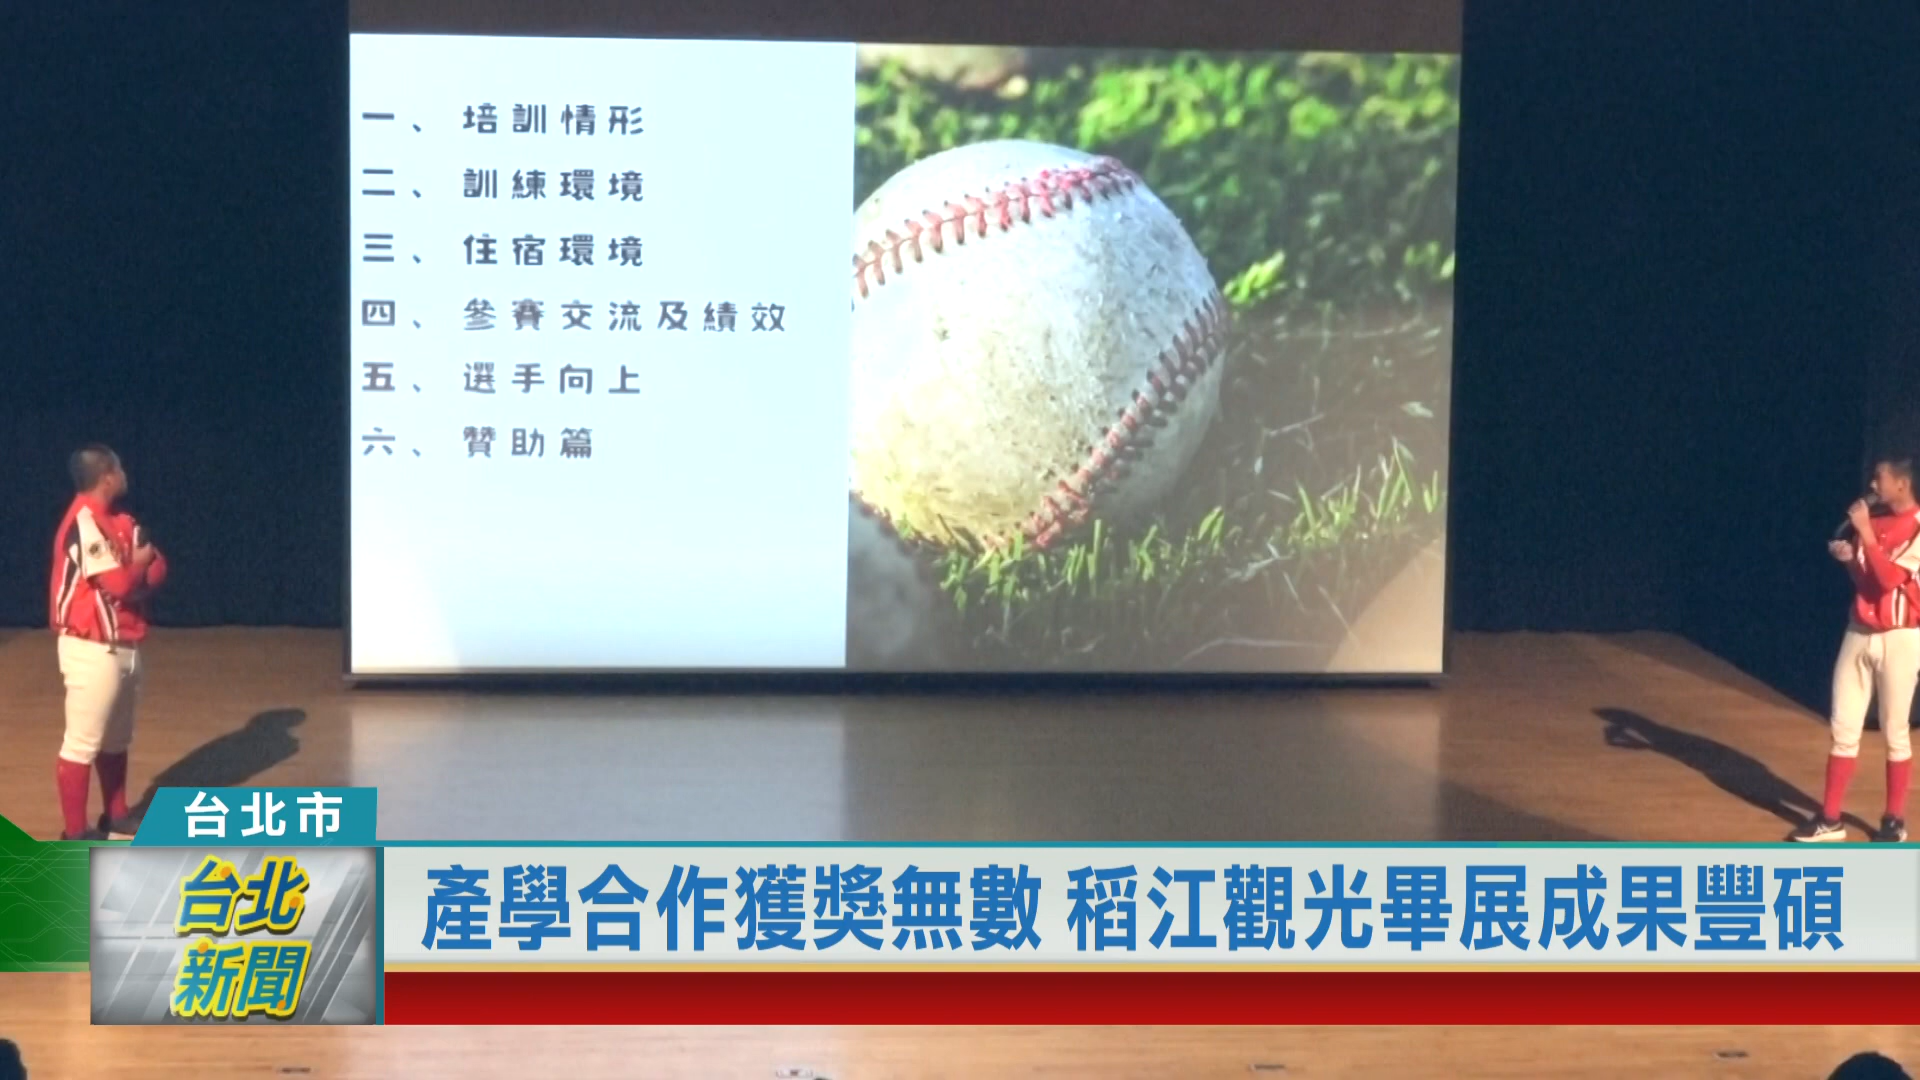 一、培訓情形
二、訓練環境
三、住宿環境
四、參賽交流及績效
五、選手向上
六、贊助篇
台北市
台北
新聞
產學合作獲獎無數 稻江觀光畢展成果豐碩